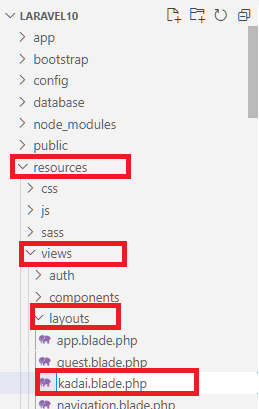 LARAVEL10
app
bootstrap
config
database
node_modules
public
resources
css
js
sass
views
auth
components
layouts
app.blade.php
guest.blade.php
kadai.blade.php
navigation.blade.php